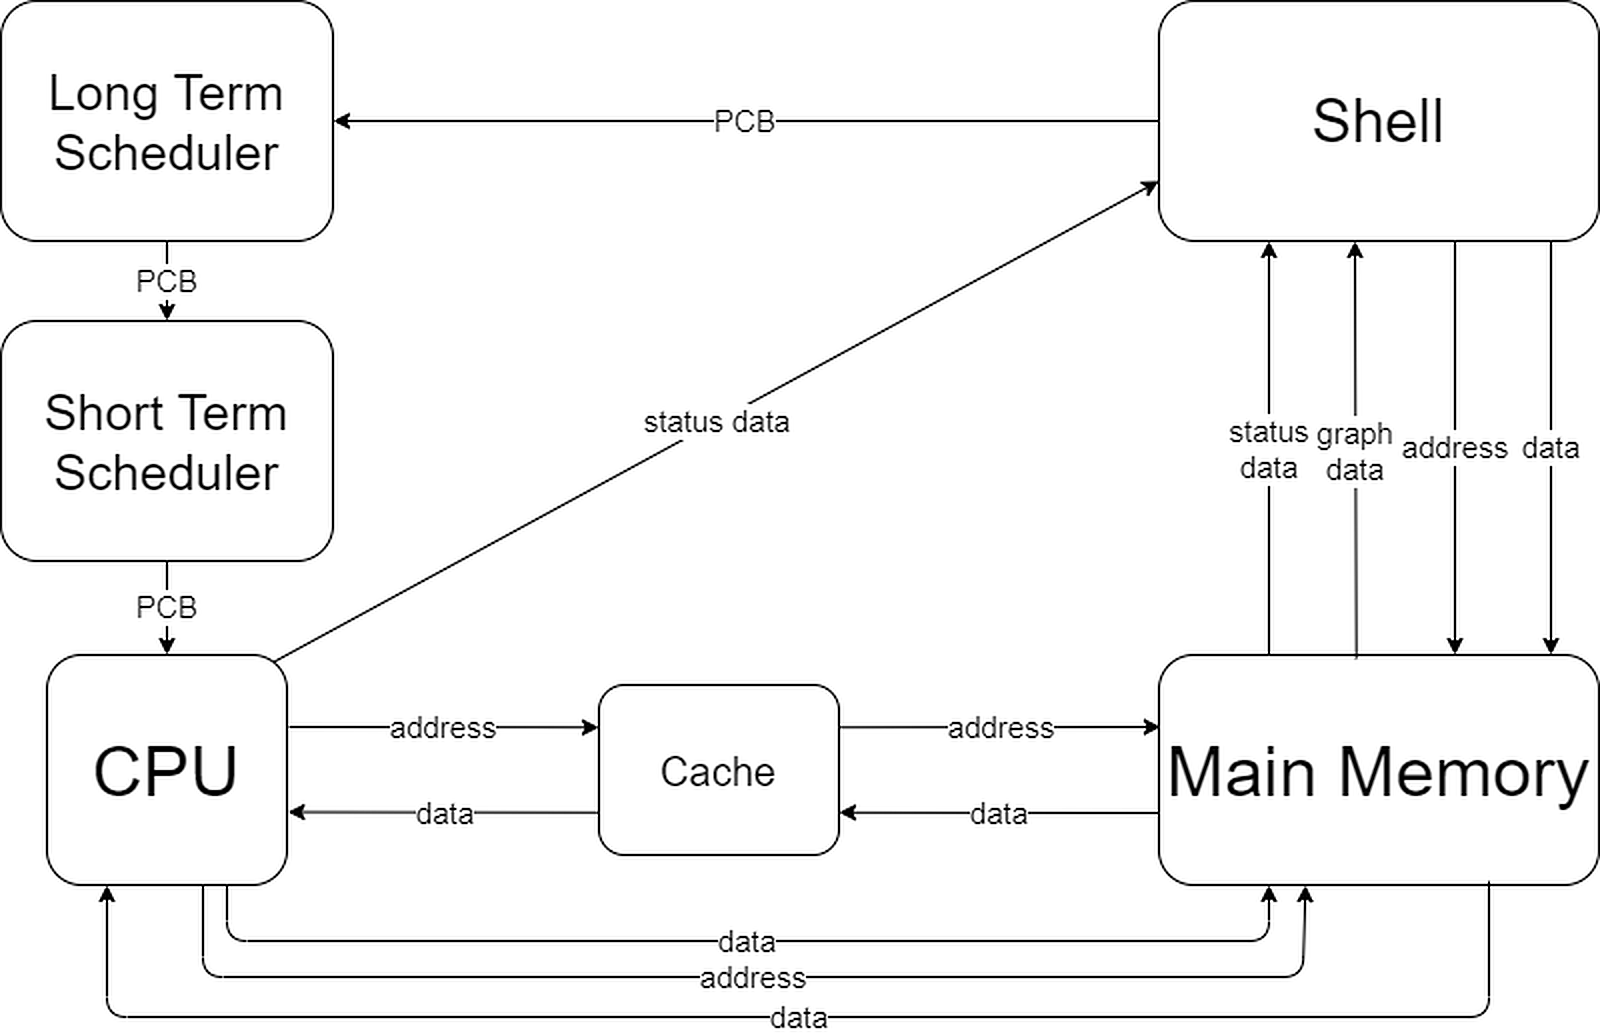 Long Term
Scheduler
PCB
Shell
PCB
Short Term
Scheduler
status data
status
data
graph
data
address
data
PCB
CPU
address
data
Cache
address
data
Main Memory
data
address
data